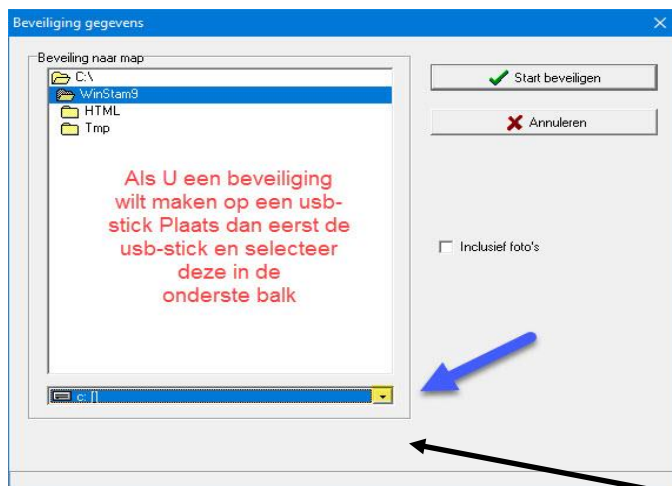 Beveiliging gegevens
Beveiling naar map
C:\
WinStam9
HTML
Tmp
Als U een beveiliging
wilt maken op een usb-
stick Plaats dan eerst de
usb-stick en selecteer
deze in de
onderste balk
c: []
Start beveiligen
Annuleren
Inclusief foto's